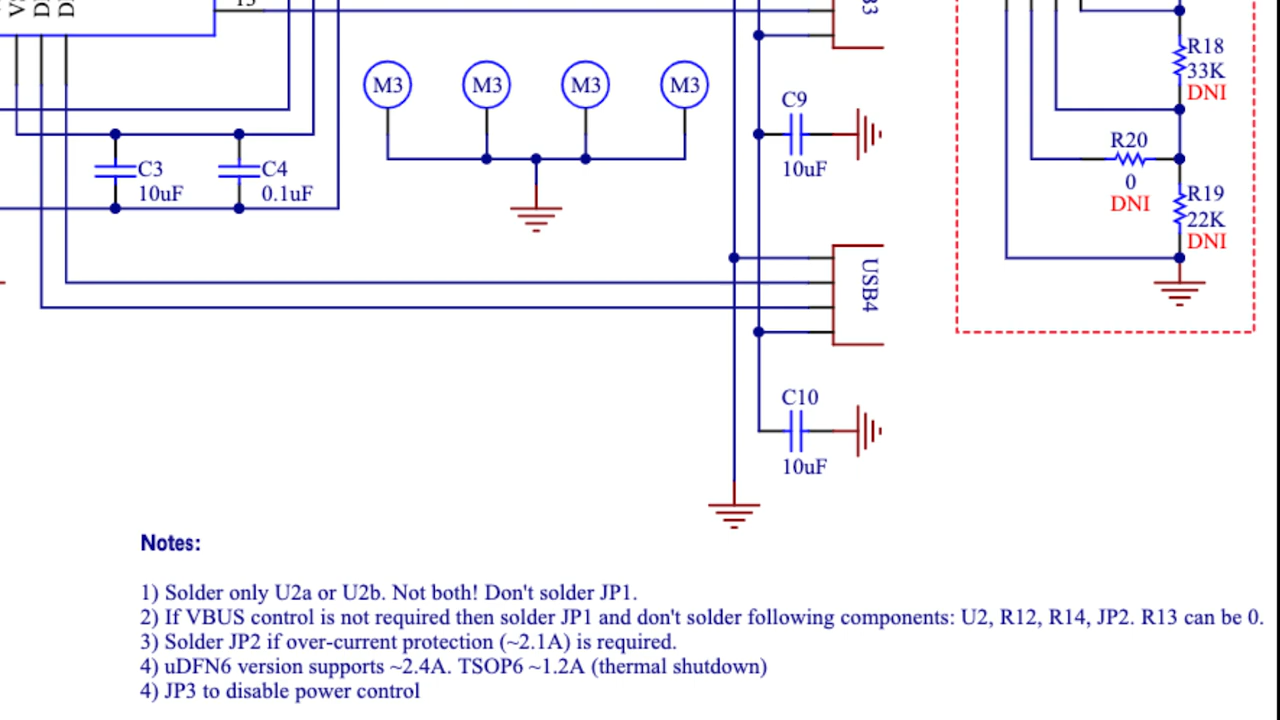 R18
33K
DNI
M3 M3 M3 M3
C9
10uF
R20
0
DNI
C3
10uF
C4
0.1uF
R19
22K
DNI
USB4
C10
10uF
Notes:
1) Solder only U2a or U2b. Not both! Don't solder JP1.
2) If VBUS control is not required then solder JP1 and don't solder following components: U2, R12, R14, JP2. R13 can be 0.
3) Solder JP2 if over-current protection (~2.1A) is required.
4) uDFN6 version supports ~2.4A. TSOP6 ~1.2A (thermal shutdown)
4) JP3 to disable power control